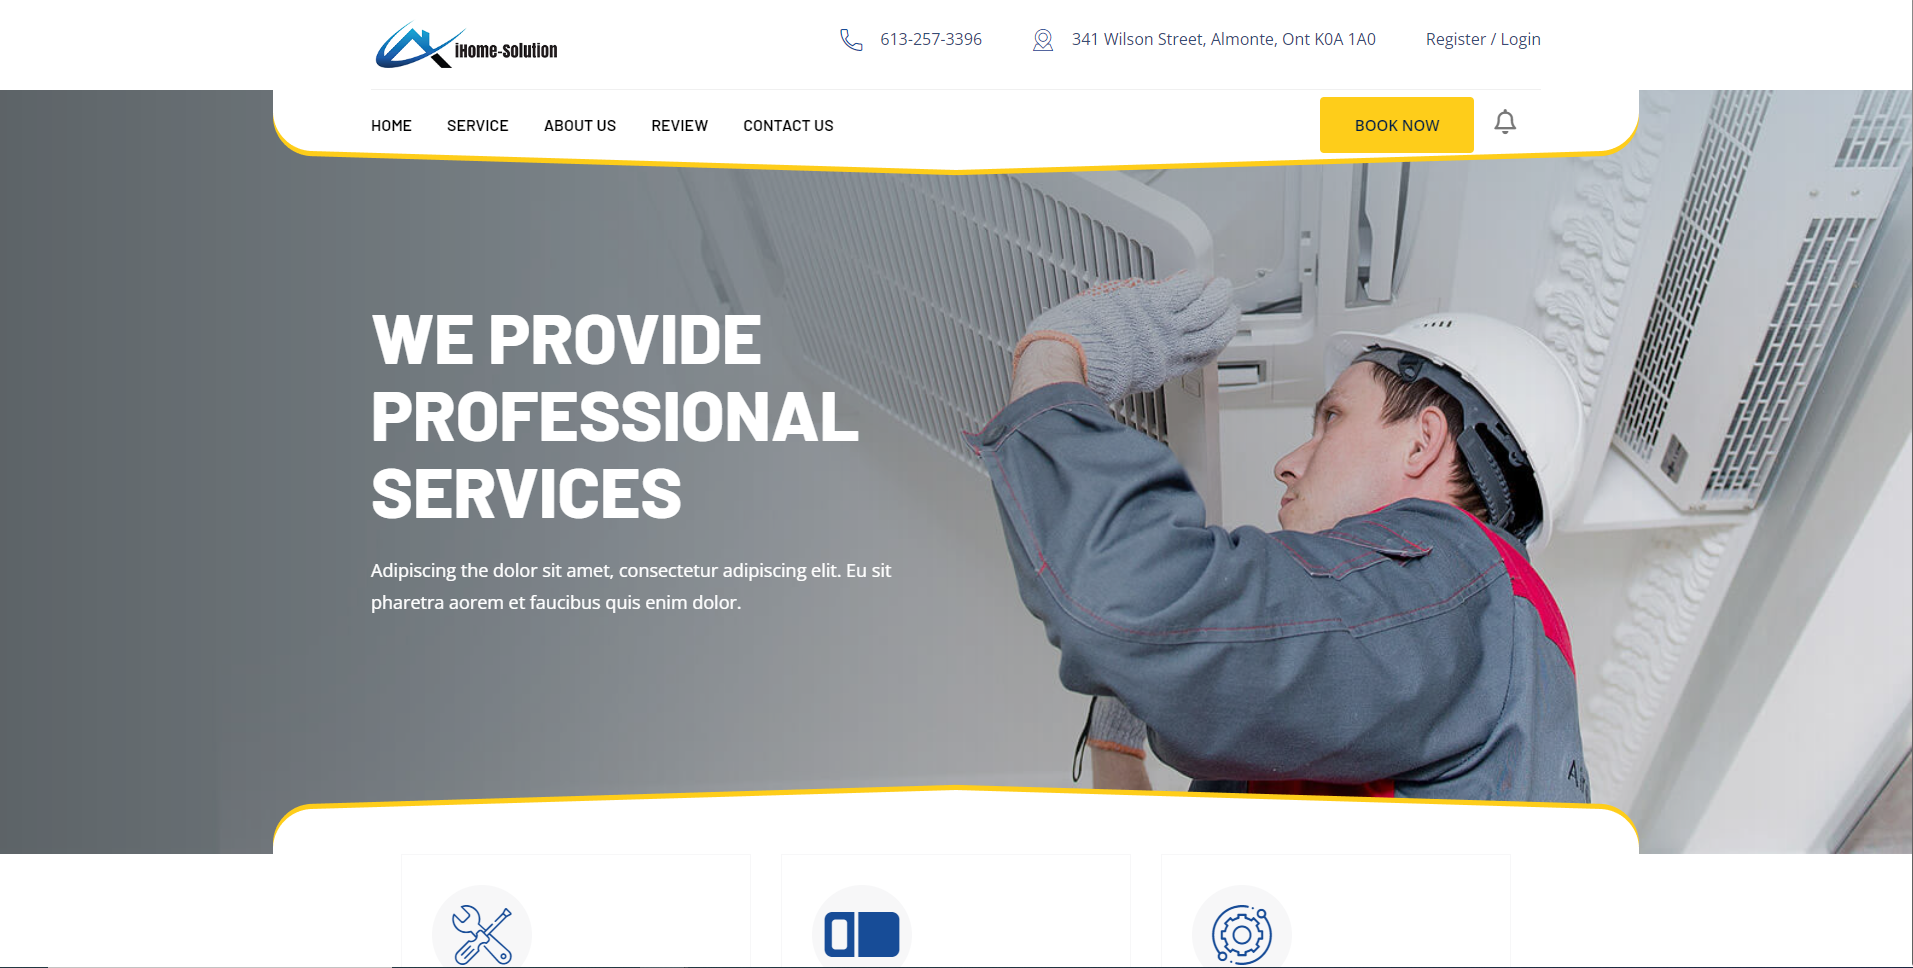 iHome-solution
613-257-3396
341 Wilson Street, Almonte, Ont K0A 1A0
Register / Login
HOME
SERVICE
ABOUT US
REVIEW
CONTACT US
BOOK NOW
WE PROVIDE
PROFESSIONAL
SERVICES
Adipiscing the dolor sit amet, consectetur adipiscing elit. Eu sit
pharetra aorem et faucibus quis enim dolor.